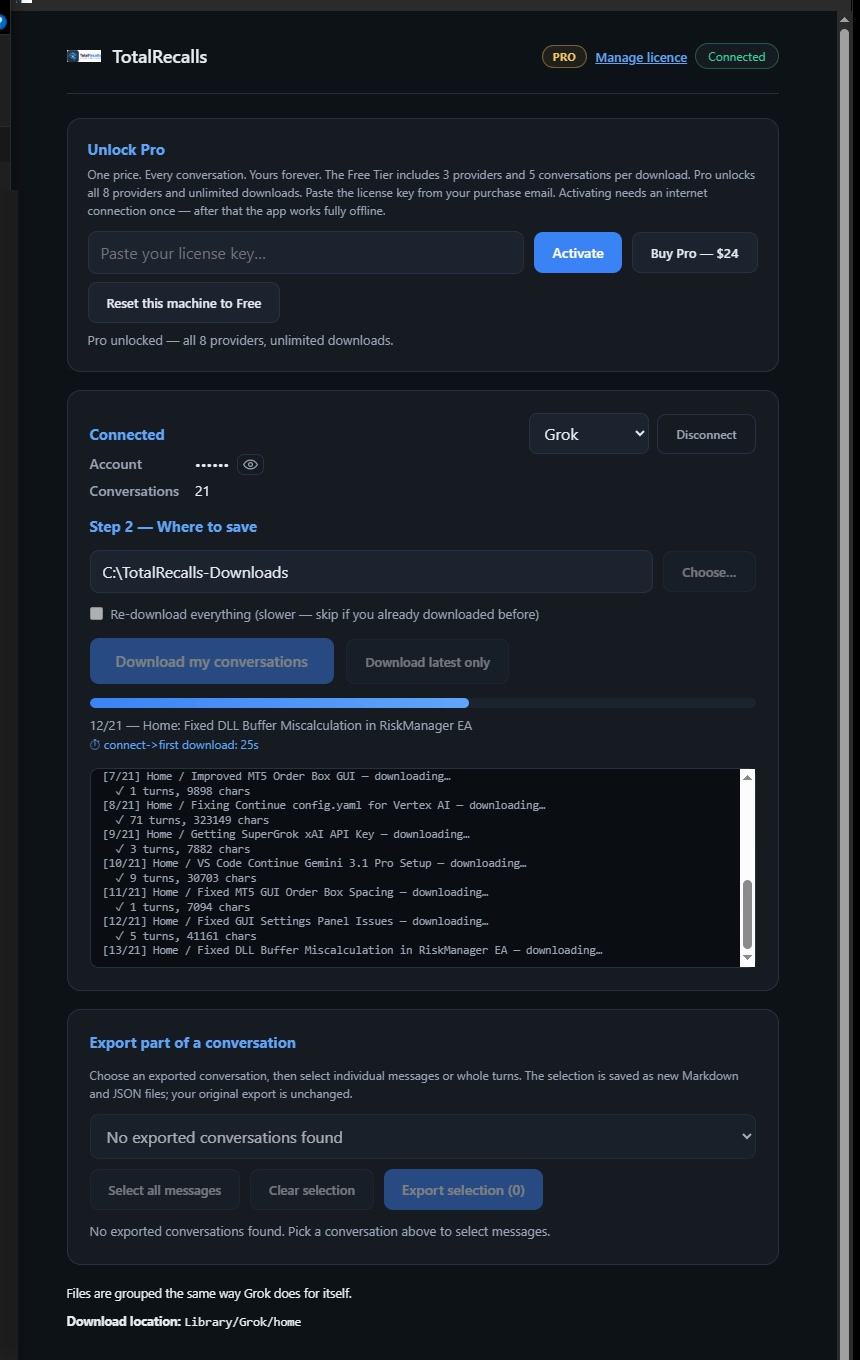 TotalRecalls
PRO
Manage licence
Connected
Unlock Pro
One price. Every conversation. Yours forever. The Free Tier includes 3 providers and 5 conversations per download. Pro unlocks
all 8 providers and unlimited downloads. Paste the license key from your purchase email. Activating needs an internet
connection once — after that the app works fully offline.
Paste your license key...
Activate
Buy Pro — $24
Reset this machine to Free
Pro unlocked — all 8 providers, unlimited downloads.
Connected
Grok
Disconnect
Account ••••••
Conversations 21
Step 2 — Where to save
C:\TotalRecalls-Downloads
Choose...
Re-download everything (slower — skip if you already downloaded before)
Download my conversations
Download latest only
12/21 — Home: Fixed DLL Buffer Miscalculation in RiskManager EA
⏱ connect->first download: 25s
[7/21] Home / Improved MT5 Order Box GUI — downloading…
✓ 1 turns, 9898 chars
[8/21] Home / Fixing Continue config.yaml for Vertex AI — downloading…
✓ 71 turns, 323149 chars
[9/21] Home / Getting SuperGrok xAI API Key — downloading…
✓ 3 turns, 7882 chars
[10/21] Home / VS Code Continue Gemini 3.1 Pro Setup — downloading…
✓ 9 turns, 30703 chars
[11/21] Home / Fixed MT5 GUI Order Box Spacing — downloading…
✓ 1 turns, 7094 chars
[12/21] Home / Fixed GUI Settings Panel Issues — downloading…
✓ 5 turns, 41161 chars
[13/21] Home / Fixed DLL Buffer Miscalculation in RiskManager EA — downloading…
Export part of a conversation
Choose an exported conversation, then select individual messages or whole turns. The selection is saved as new Markdown
and JSON files; your original export is unchanged.
No exported conversations found
Select all messages
Clear selection
Export selection (0)
No exported conversations found. Pick a conversation above to select messages.
Files are grouped the same way Grok does for itself.
Download location: Library/Grok/home